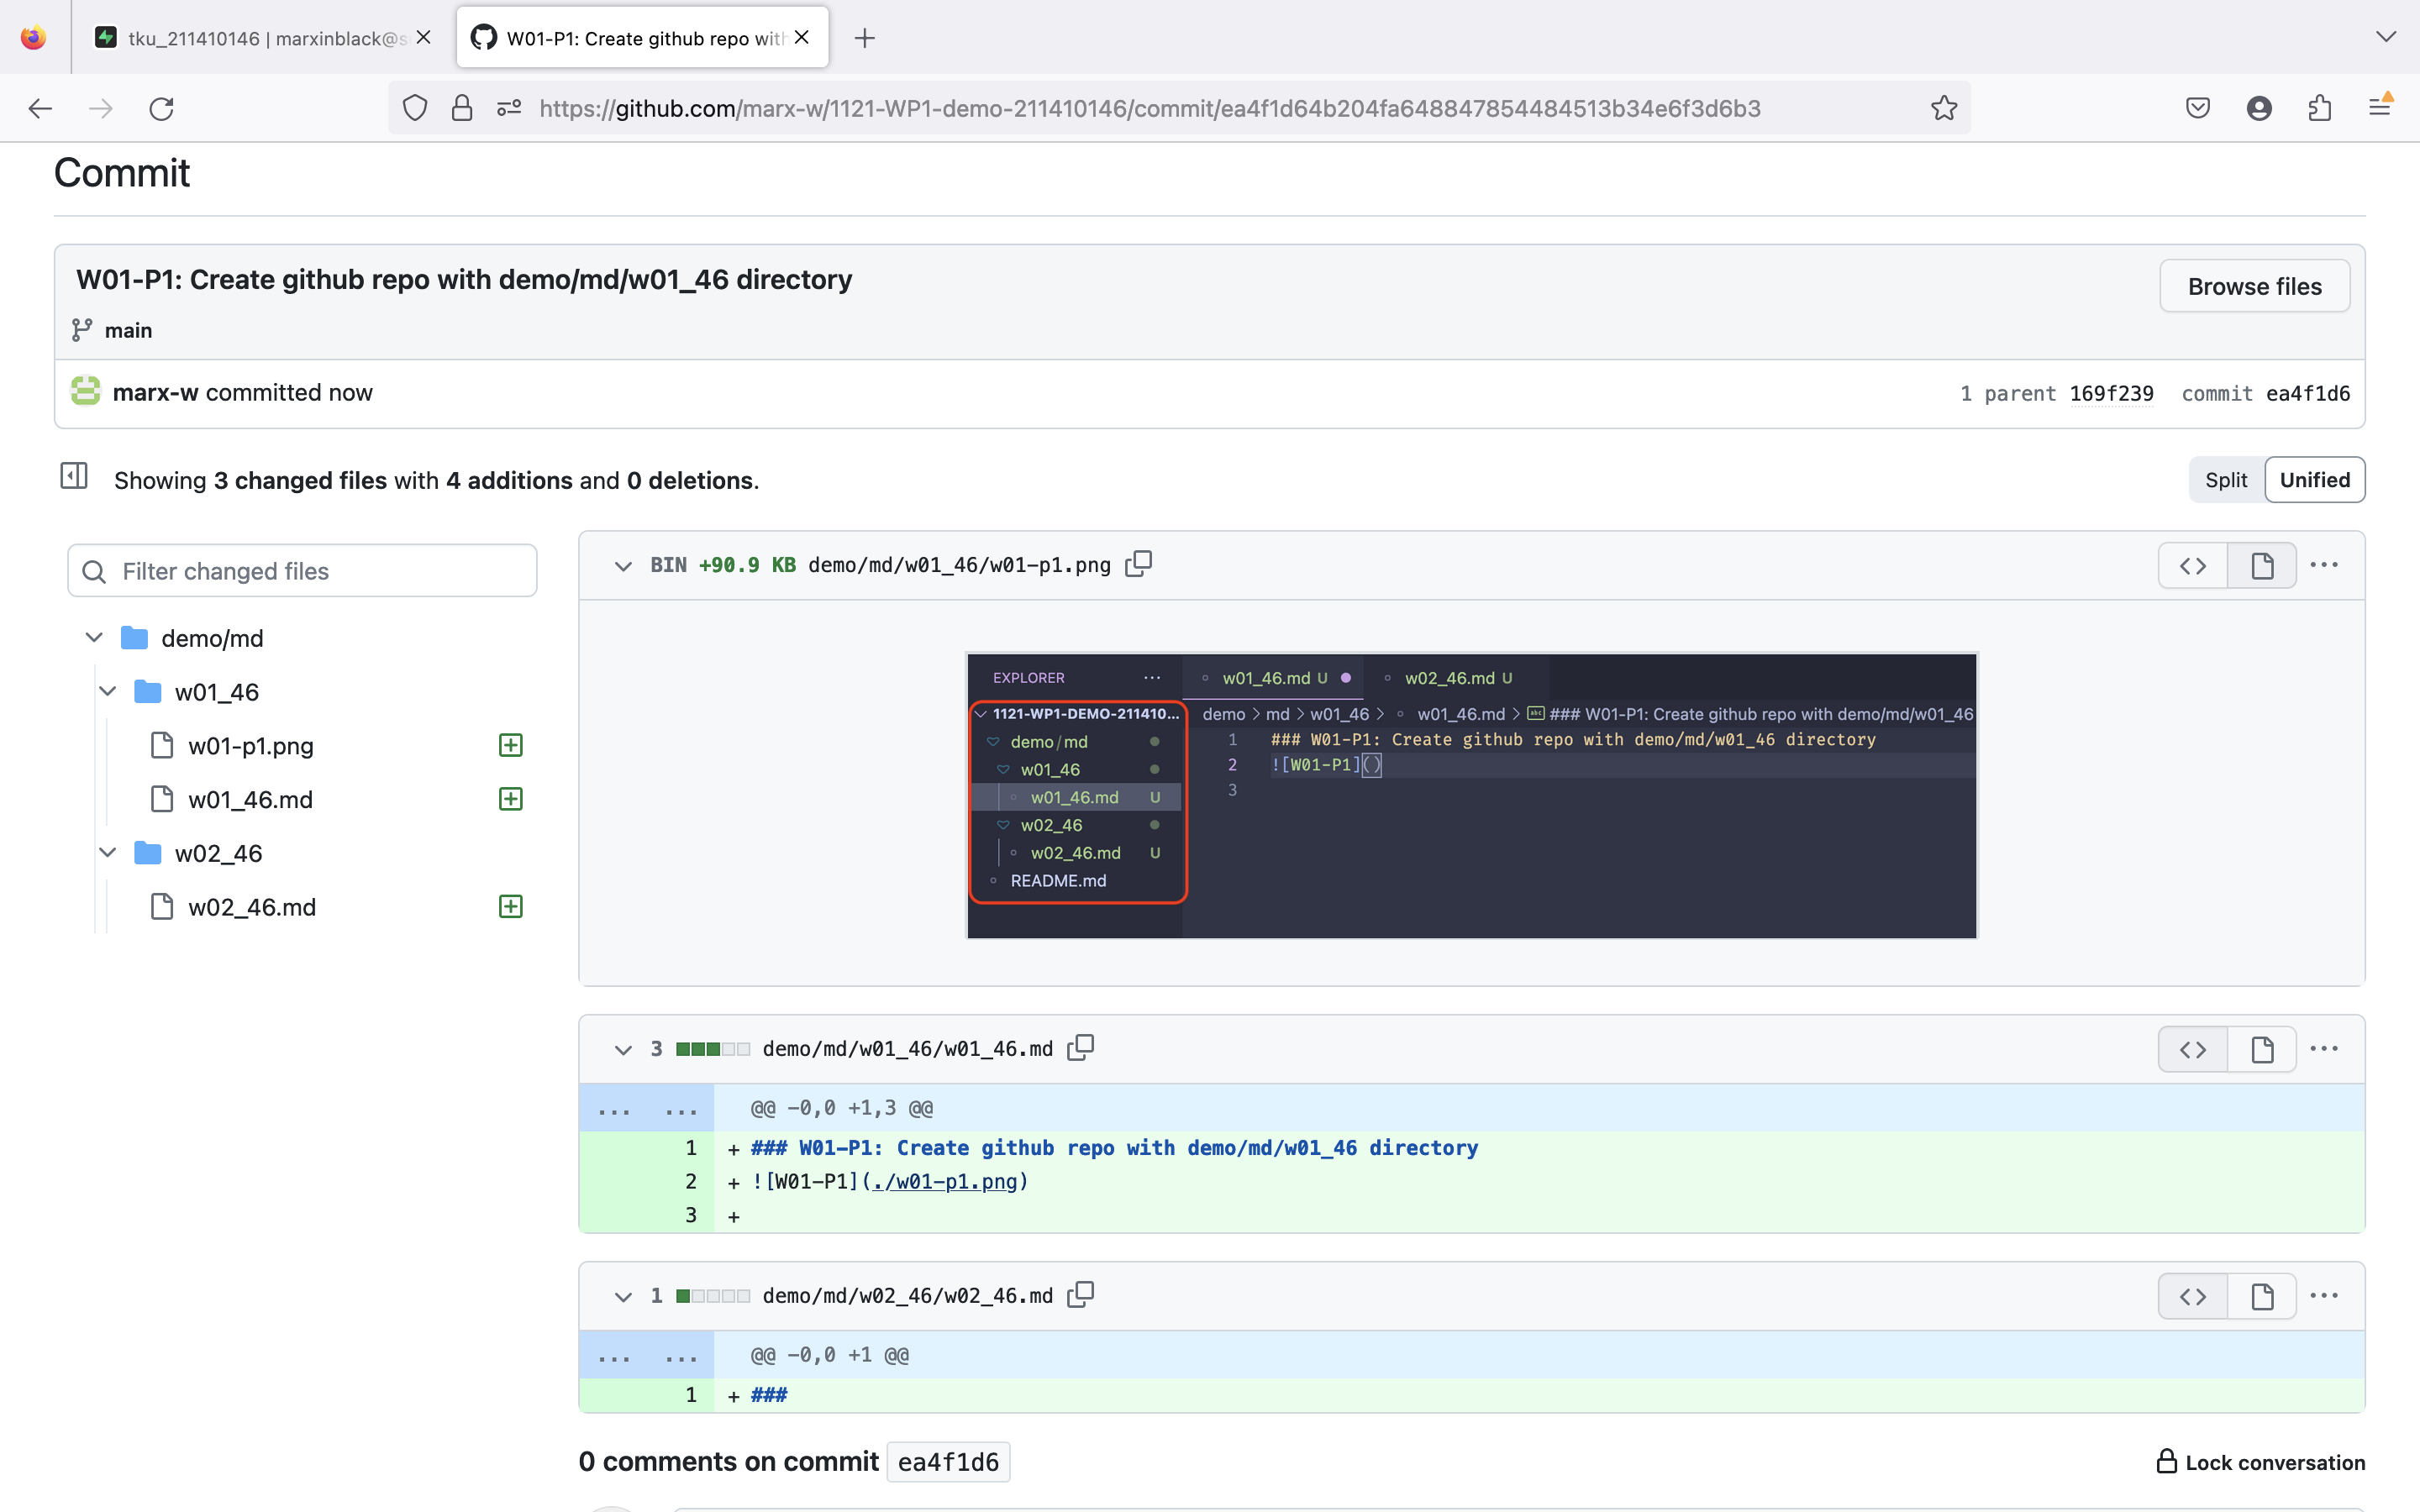 tku_211410146 | marxinblack@s
W01-P1: Create github repo with
https://github.com/marx-w/1121-WP1-demo-211410146/commit/ea4f1d64b204fa648847854484513b34e6f3d6b3
Commit
W01-P1: Create github repo with demo/md/w01_46 directory
Browse files
main
marx-w committed now
1 parent 169f239 commit ea4f1d6
Showing 3 changed files with 4 additions and 0 deletions.
Split
Unified
Filter changed files
demo/md
w01_46
w01-p1.png
w01_46.md
w02_46
w02_46.md
BIN +90.9 KB demo/md/w01_46/w01-p1.png
EXPLORER ...
1121-WP1-DEMO-211410...
demo/md
w01_46
w01_46.md U
w02_46
w02_46.md U
README.md
w01_46.md U
w02_46.md U
demo > md > w01_46 > w01_46.md > abc ### W01-P1: Create github repo with demo/md/w01_46
1 ### W01-P1: Create github repo with demo/md/w01_46 directory
2 ![W01-P1]()
3
3 demo/md/w01_46/w01_46.md
... ... @@ -0,0 +1,3 @@
1 + ### W01-P1: Create github repo with demo/md/w01_46 directory
2 + ![W01-P1](./w01-p1.png)
3 +
1 demo/md/w02_46/w02_46.md
... ... @@ -0,0 +1 @@
1 + ###
0 comments on commit ea4f1d6
Lock conversation